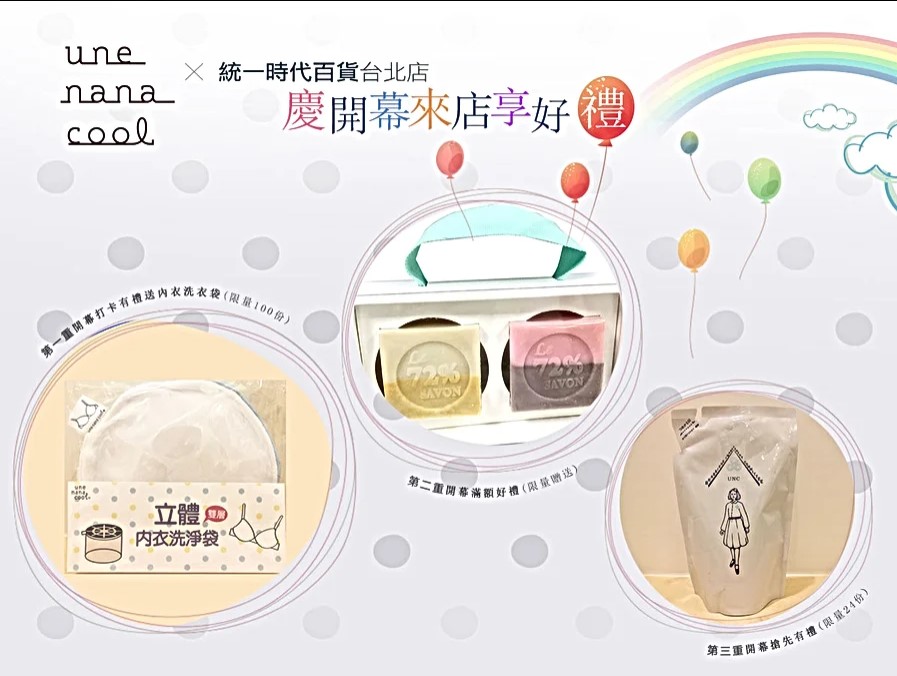 une
nana
cool
× 統一時代百貨台北店
慶開幕來店享好禮
第一重開幕打卡有禮送內衣洗衣袋(限量100份)
72%
SAVON
72%
SAVON
une
nana
cool
立體雙層
內衣洗淨袋
第二重開幕滿額好禮(限量贈送)
UNC
第三重開幕搶先有禮(限量24份)